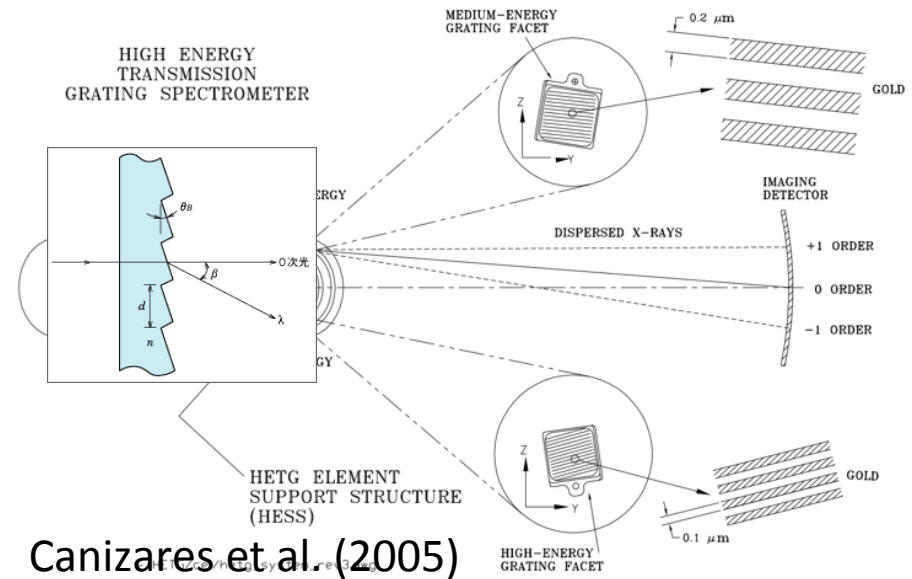 HIGH ENERGY
TRANSMISSION
GRATING SPECTROMETER
MEDIUM-ENERGY
GRATING FACET
Z
Y
0.2 μm
GOLD
θB
0次光
β
d
λ
n
ERGY
GY
DISPERSED X-RAYS
IMAGING
DETECTOR
+1 ORDER
0 ORDER
-1 ORDER
HETG ELEMENT
SUPPORT STRUCTURE
(HESS)
Z
Y
GOLD
0.1 μm
HIGH-ENERGY
GRATING FACET
Canizares et al. (2005)